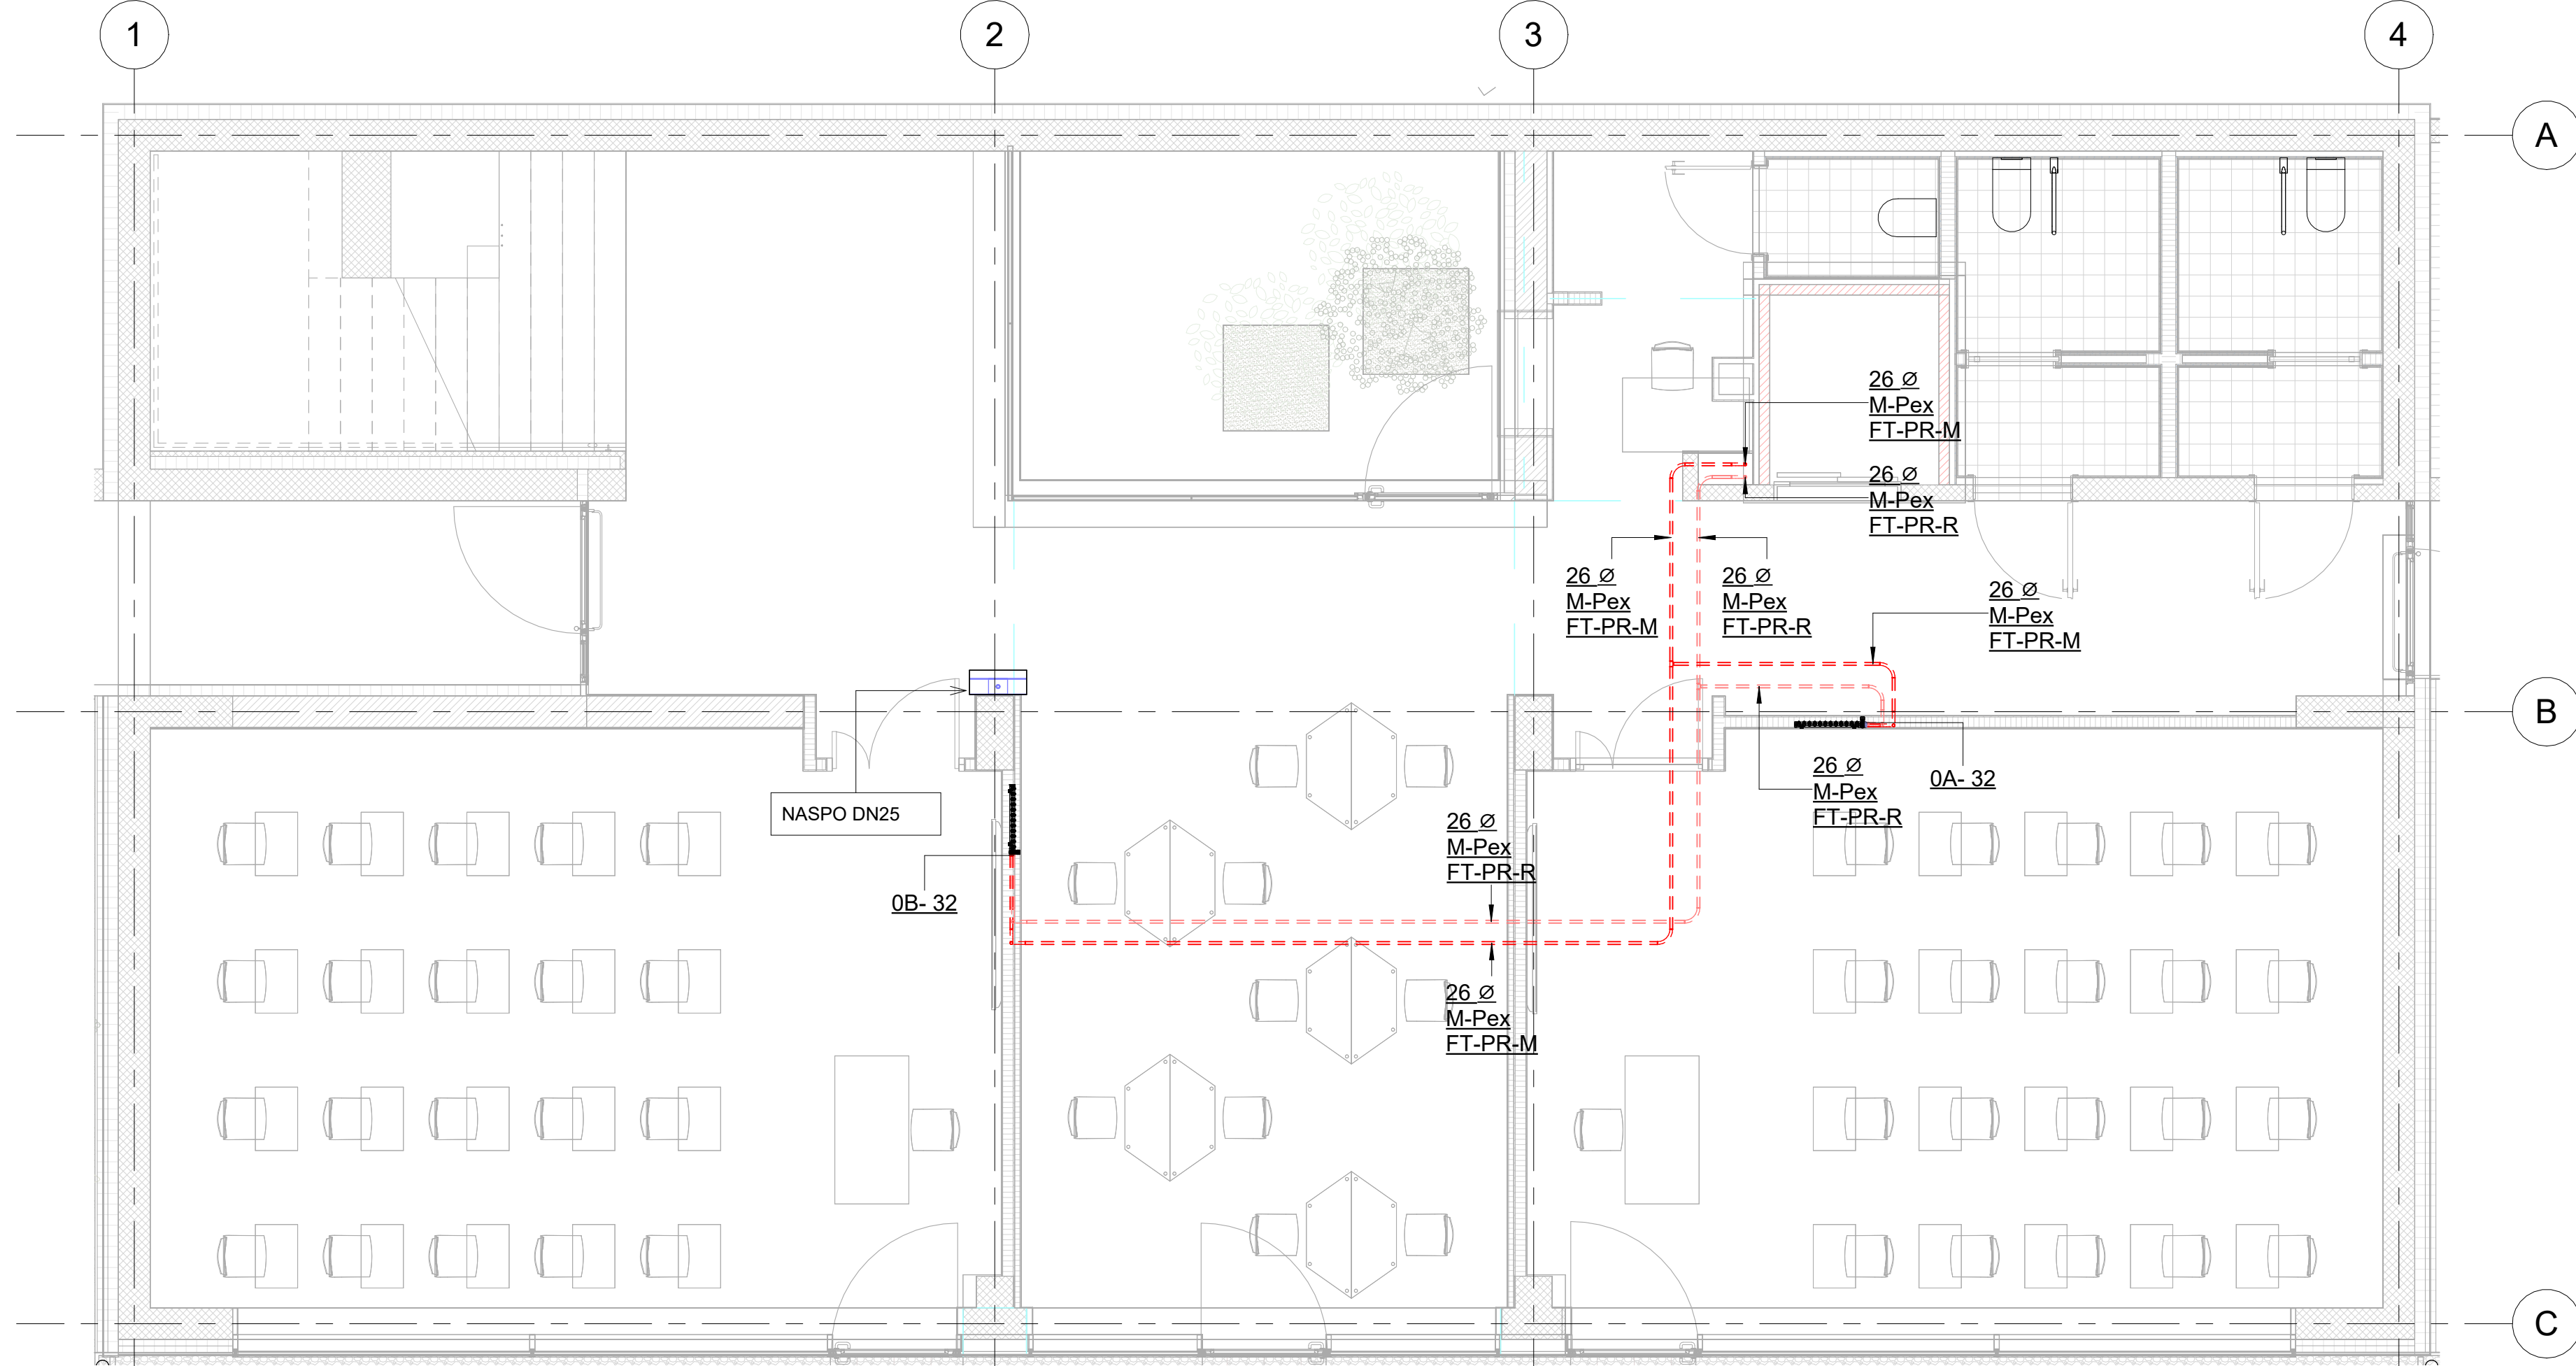 1
2
3
4
A
26 Ø
M-Pex
FT-PR-M
26 Ø
M-Pex
FT-PR-R
26 Ø
M-Pex
FT-PR-M
26 Ø
M-Pex
FT-PR-R
26 Ø
M-Pex
FT-PR-M
B
NASPO DN25
26 Ø
M-Pex
FT-PR-R
0A- 32
26 Ø
M-Pex
FT-PR-R
0B- 32
26 Ø
M-Pex
FT-PR-M
C